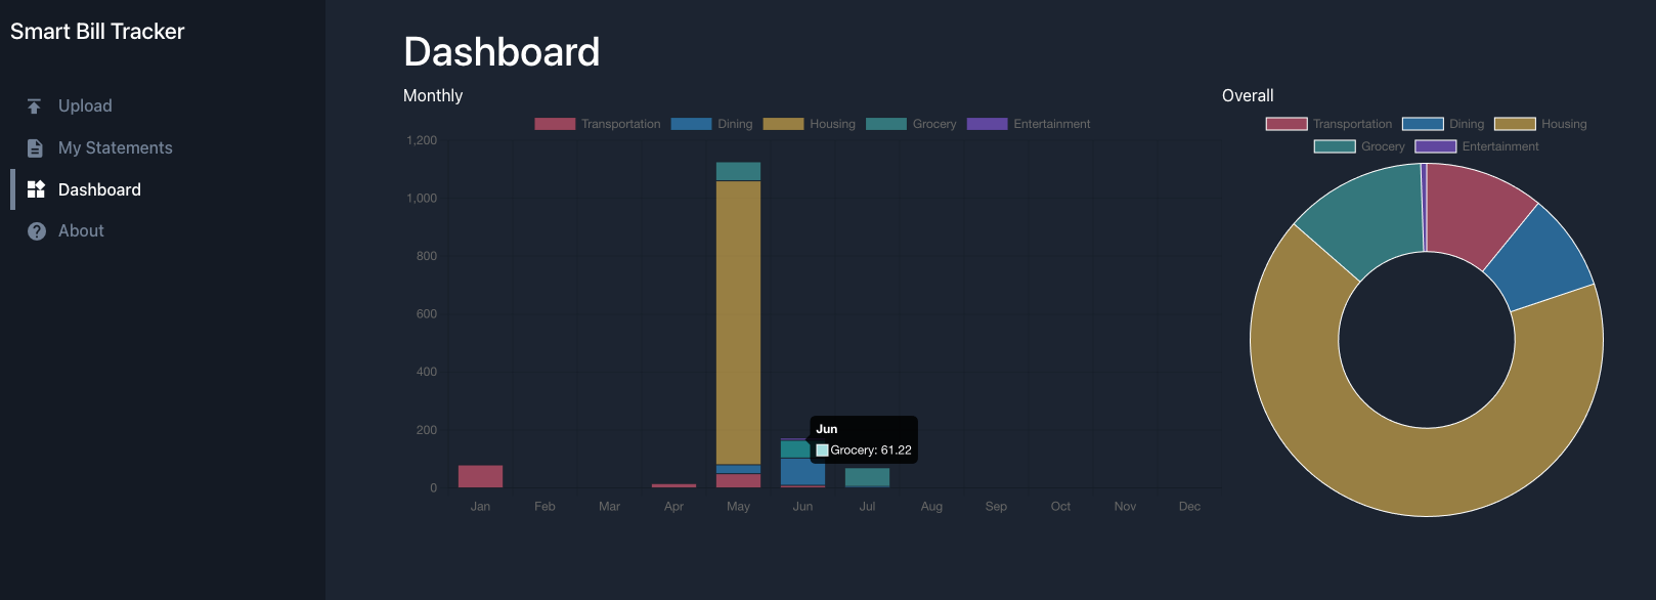 Smart Bill Tracker
Upload
My Statements
Dashboard
About
Dashboard
Monthly
Transportation Dining Housing Grocery Entertainment
1,200
1,000
800
600
400
200
0
Jan Feb Mar Apr May Jun Jul Aug Sep Oct Nov Dec
Jun
Grocery: 61.22
Overall
Transportation Dining Housing
Grocery Entertainment